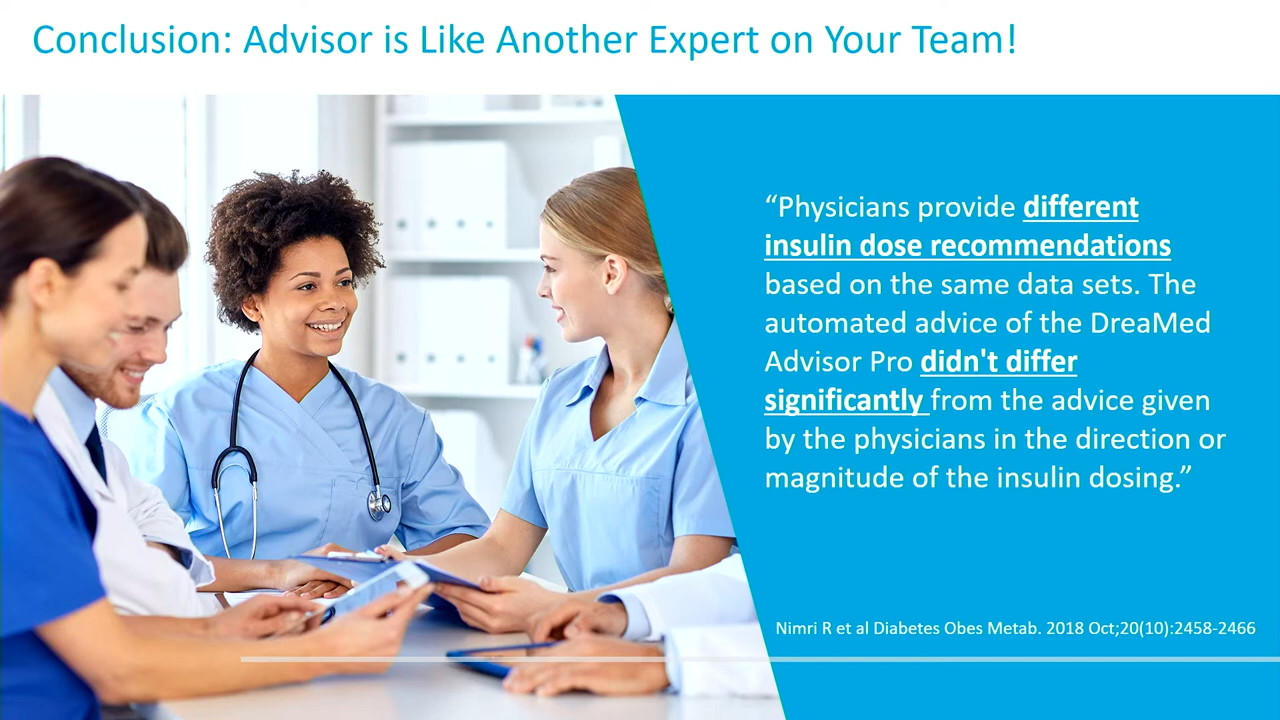 Conclusion: Advisor is Like Another Expert on Your Team!
“Physicians provide different
insulin dose recommendations
based on the same data sets. The
automated advice of the DreaMed
Advisor Pro didn't differ
significantly from the advice given
by the physicians in the direction or
magnitude of the insulin dosing.”
Nimri R et al Diabetes Obes Metab. 2018 Oct;20(10):2458-2466